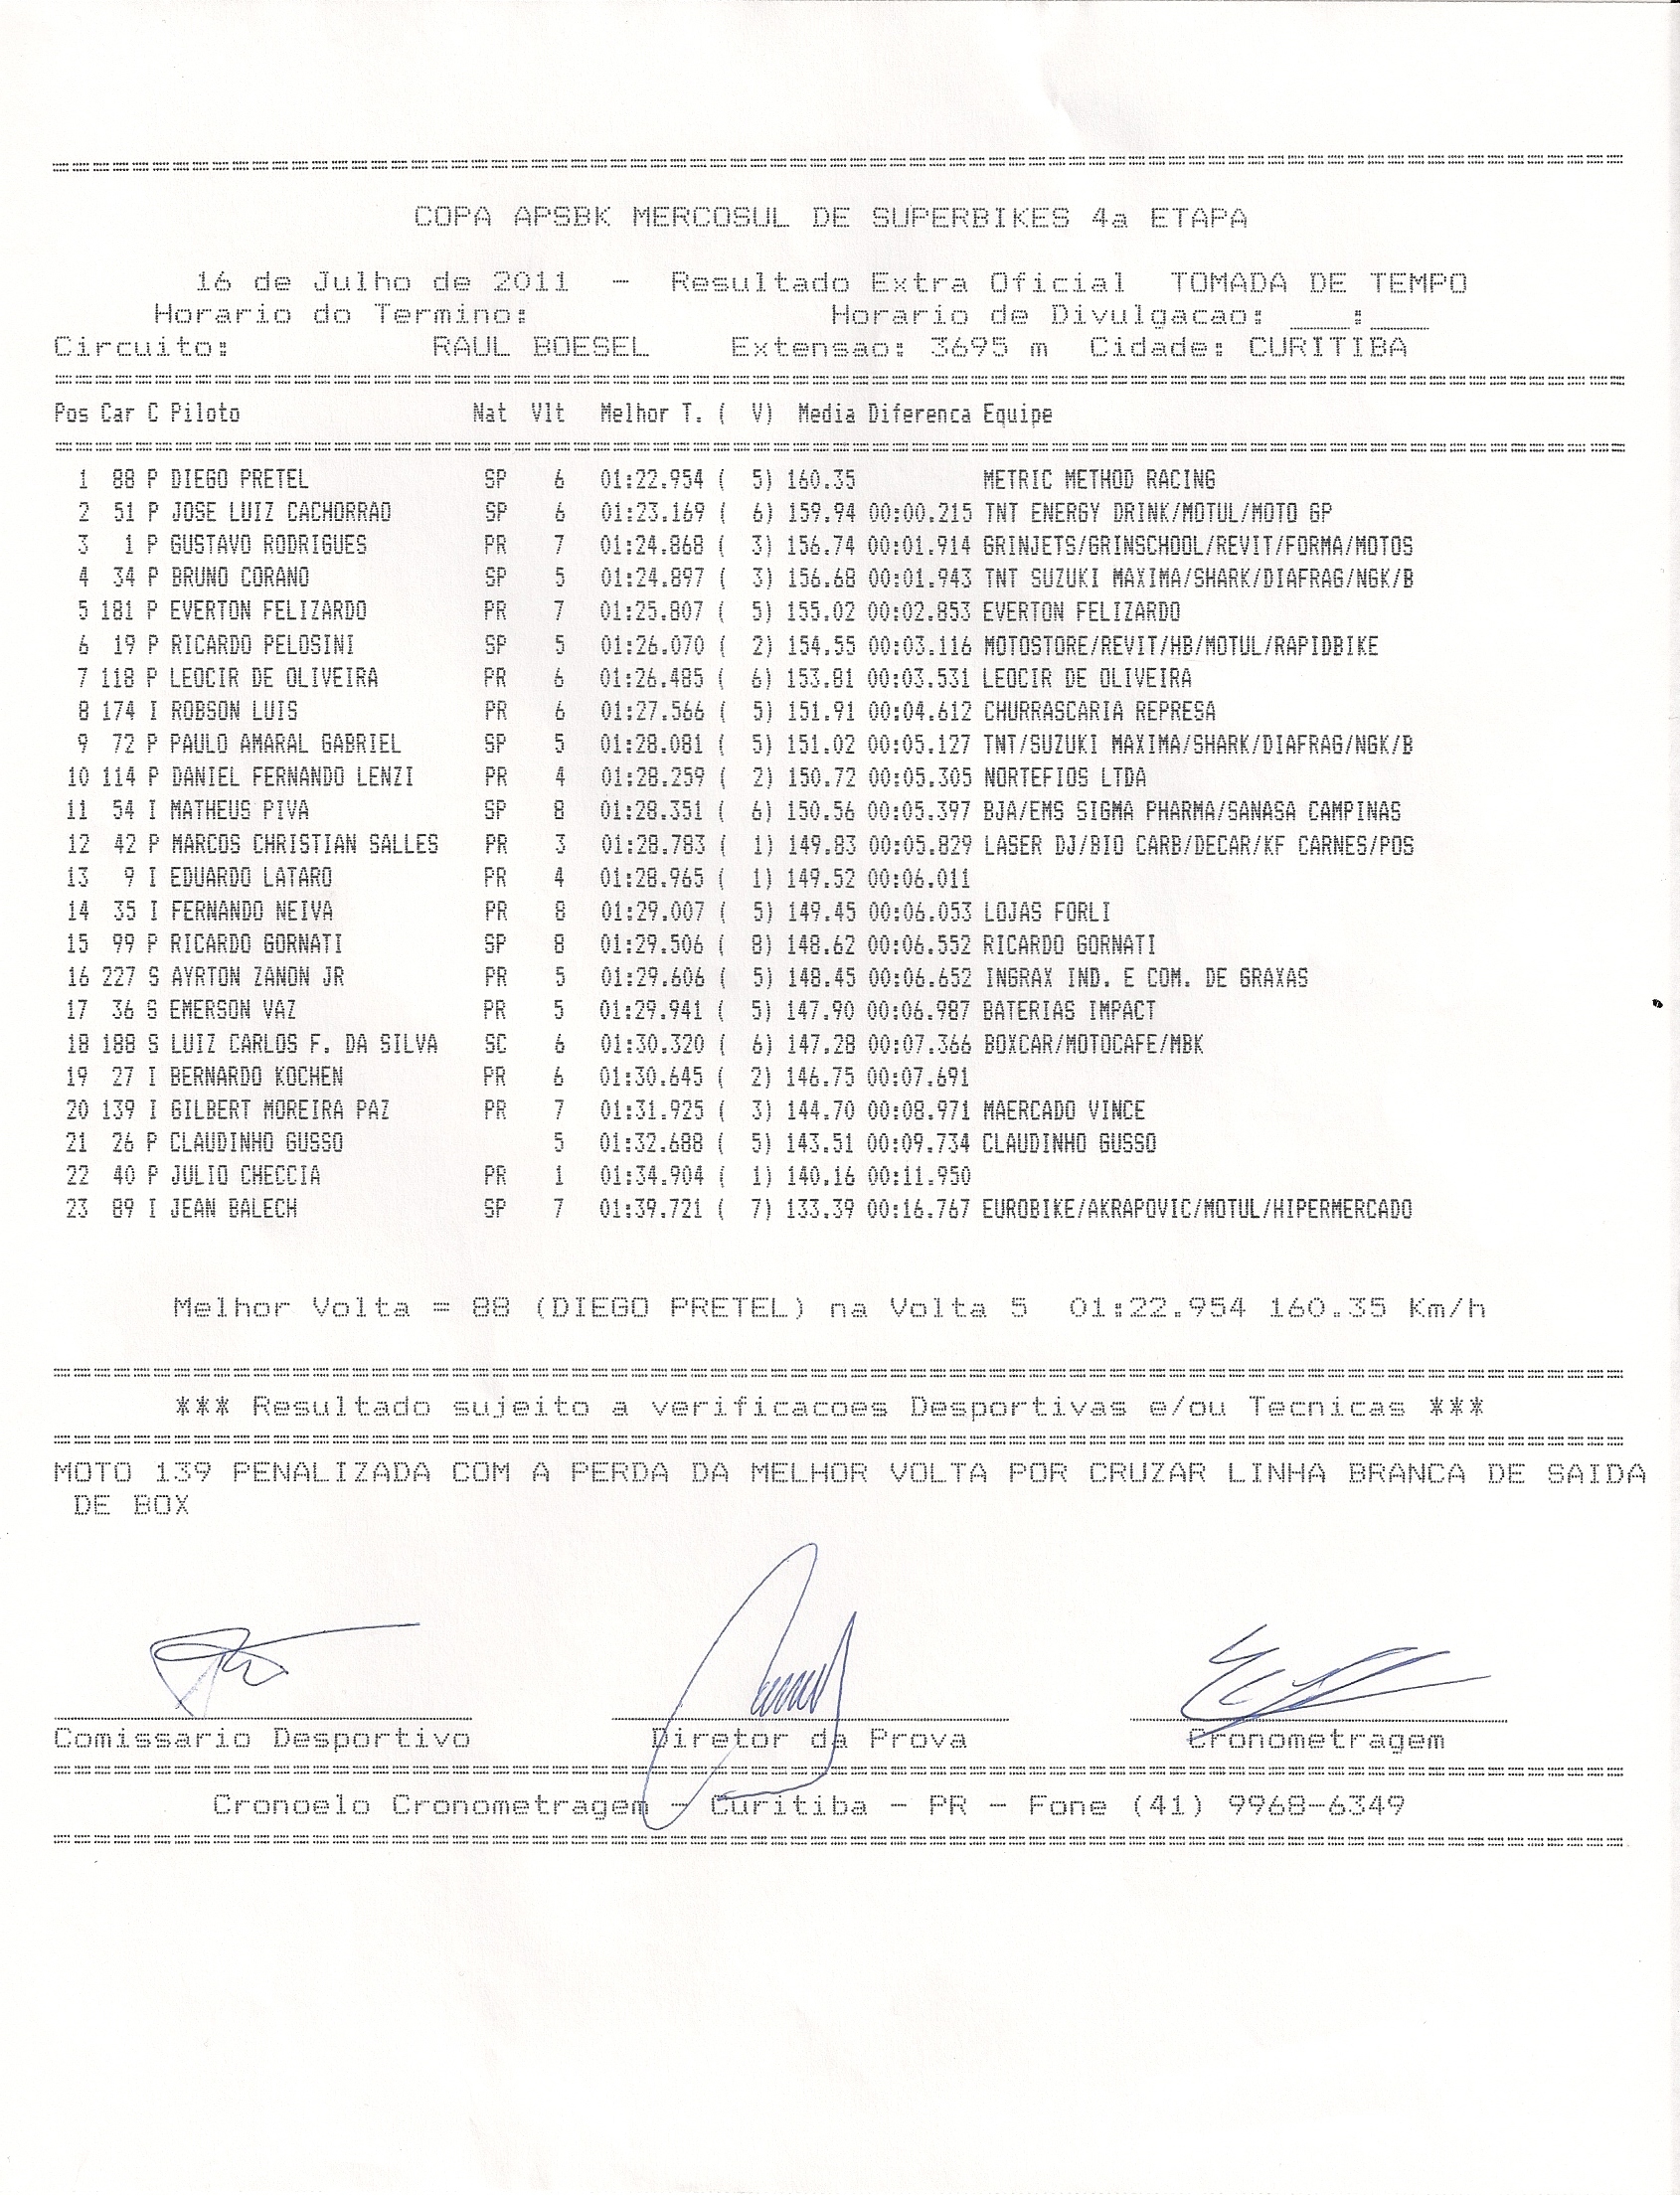 COPA APSBK MERCOSUL DE SUPERBIKES 4a ETAPA
16 de Julho de 2011 - Resultado Extra Oficial TOMADA DE TEMPO
Horario do Termino: Horario de Divulgacao: ___:___
Circuito: RAUL BOESEL Extensao: 3695 m Cidade: CURITIBA
Pos Car C Piloto Nat Vlt Melhor T. ( V) Media Diferenca Equipe
1 88 P DIEGO PRETEL SP 6 01:22.954 ( 5) 160.35 METRIC METHOD RACING
2 51 P JOSE LUIZ CACHORRAO SP 6 01:23.169 ( 6) 159.94 00:00.215 TNT ENERGY DRINK/MOTUL/MOTO GP
3 1 P GUSTAVO RODRIGUES PR 7 01:24.868 ( 3) 156.74 00:01.914 GRINJETS/GRINSCHOOL/REVIT/FORMA/MOTOS
4 34 P BRUNO CORANO SP 5 01:24.897 ( 3) 156.68 00:01.943 TNT SUZUKI MAXIMA/SHARK/DIAFRAG/NGK/B
5 181 P EVERTON FELIZARDO PR 7 01:25.807 ( 5) 155.02 00:02.853 EVERTON FELIZARDO
6 19 P RICARDO PELOSINI SP 5 01:26.070 ( 2) 154.55 00:03.116 MOTOSTORE/REVIT/HB/MOTUL/RAPIDBIKE
7 118 P LEOCIR DE OLIVEIRA PR 6 01:26.485 ( 6) 153.81 00:03.531 LEOCIR DE OLIVEIRA
8 174 I ROBSON LUIS PR 6 01:27.566 ( 5) 151.91 00:04.612 CHURRASCARIA REPRESA
9 72 P PAULO AMARAL GABRIEL SP 5 01:28.081 ( 5) 151.02 00:05.127 TNT/SUZUKI MAXIMA/SHARK/DIAFRAG/NGK/B
10 114 P DANIEL FERNANDO LENZI PR 4 01:28.259 ( 2) 150.72 00:05.305 NORTEFIOS LTDA
11 54 I MATHEUS PIVA SP 8 01:28.351 ( 6) 150.56 00:05.397 BJA/EMS SIGMA PHARMA/SANASA CAMPINAS
12 42 P MARCOS CHRISTIAN SALLES PR 3 01:28.783 ( 1) 149.83 00:05.829 LASER DJ/BIO CARB/DECAR/KF CARNES/POS
13 9 I EDUARDO LATARO PR 4 01:28.965 ( 1) 149.52 00:06.011
14 35 I FERNANDO NEIVA PR 8 01:29.007 ( 5) 149.45 00:06.053 LOJAS FORLI
15 99 P RICARDO GORNATI SP 8 01:29.506 ( 8) 148.62 00:06.552 RICARDO GORNATI
16 227 S AYRTON ZANON JR PR 5 01:29.606 ( 5) 148.45 00:06.652 INGRAX IND. E COM. DE GRAXAS
17 36 S EMERSON VAZ PR 5 01:29.941 ( 5) 147.90 00:06.987 BATERIAS IMPACT
18 188 S LUIZ CARLOS F. DA SILVA SC 6 01:30.320 ( 6) 147.28 00:07.366 BOXCAR/MOTOCAFE/MBK
19 27 I BERNARDO KOCHEN PR 6 01:30.645 ( 2) 146.75 00:07.691
20 139 I GILBERT MOREIRA PAZ PR 7 01:31.925 ( 3) 144.70 00:08.971 MAERCADO VINCE
21 26 P CLAUDINHO GUSSO 5 01:32.688 ( 5) 143.51 00:09.734 CLAUDINHO GUSSO
22 40 P JULIO CHECCIA PR 1 01:34.904 ( 1) 140.16 00:11.950
23 89 I JEAN BALECH SP 7 01:39.721 ( 7) 133.39 00:16.767 EUROBIKE/AKRAPOVIC/MOTUL/HIPERMERCADO
Melhor Volta = 88 (DIEGO PRETEL) na Volta 5 01:22.954 160.35 Km/h
*** Resultado sujeito a verificacoes Desportivas e/ou Tecnicas ***
MOTO 139 PENALIZADA COM A PERDA DA MELHOR VOLTA POR CRUZAR LINHA BRANCA DE SAIDA
DE BOX
Comissario Desportivo Diretor da Prova Cronometragem
Cronoelo Cronometragem - Curitiba - PR - Fone (41) 9968-6349